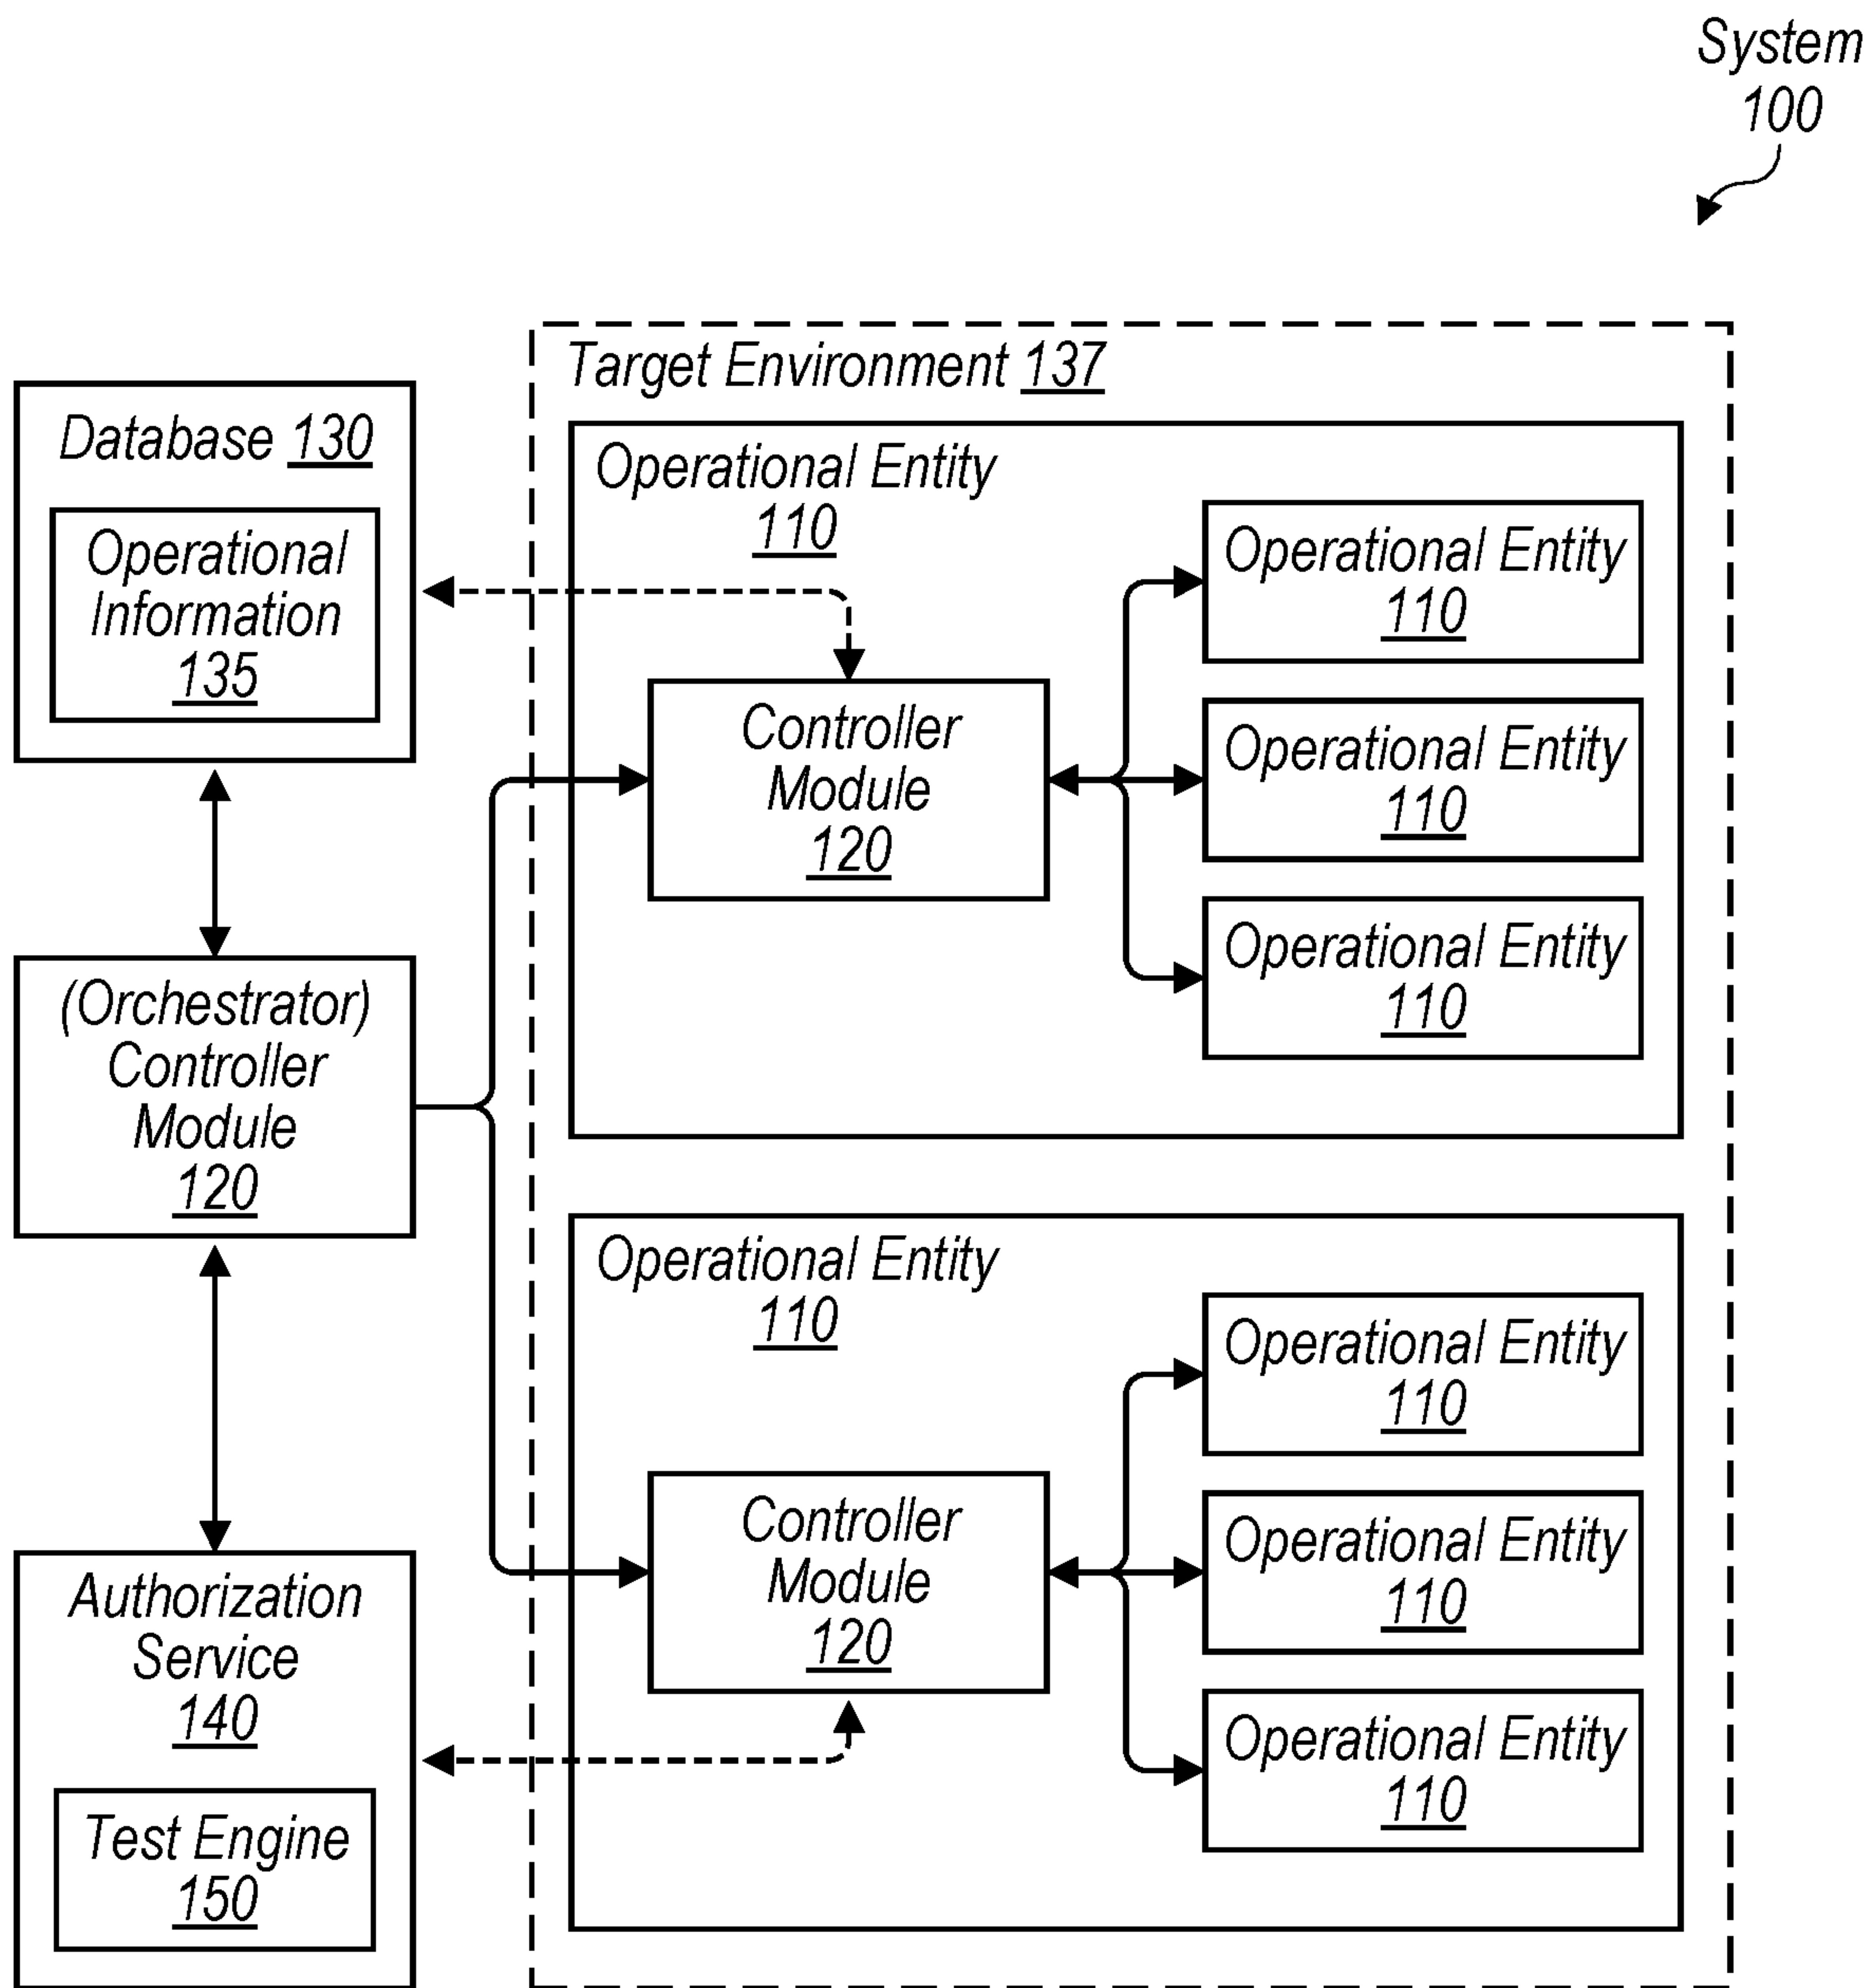 System
100
Target Environment 137
Database 130
Operational
Information
135
Operational Entity
110
Operational Entity
110
Controller
Module
120
Operational Entity
110
Operational Entity
110
(Orchestrator)
Controller
Module
120
Operational Entity
110
Operational Entity
110
Controller
Module
120
Operational Entity
110
Operational Entity
110
Authorization
Service
140
Test Engine
150